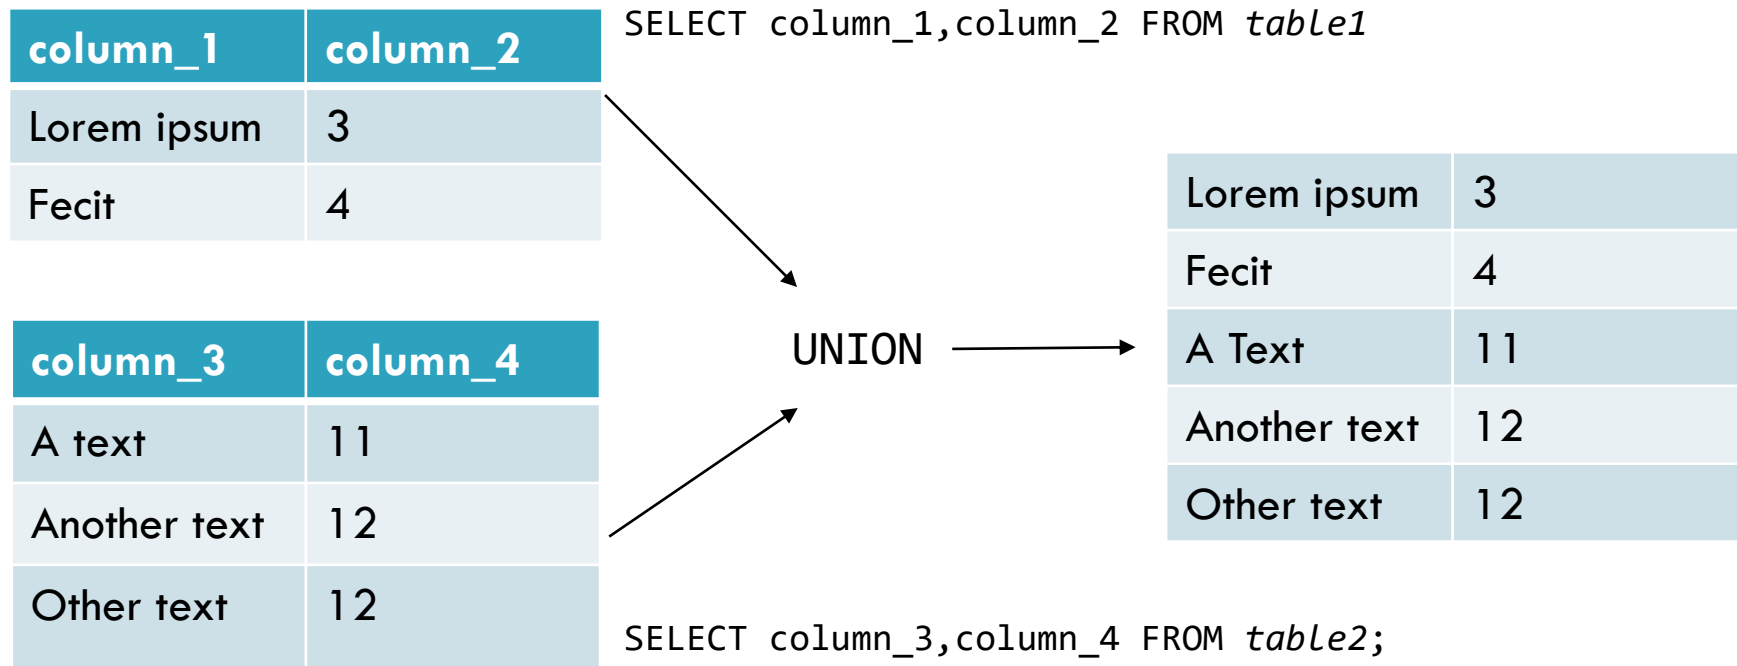 SELECT column_1,column_2 FROM table1
column_1 column_2
Lorem ipsum 3
Fecit 4
column_3 column_4
A text 11
Another text 12
Other text 12
UNION
Lorem ipsum 3
Fecit 4
A Text 11
Another text 12
Other text 12
SELECT column_3,column_4 FROM table2;